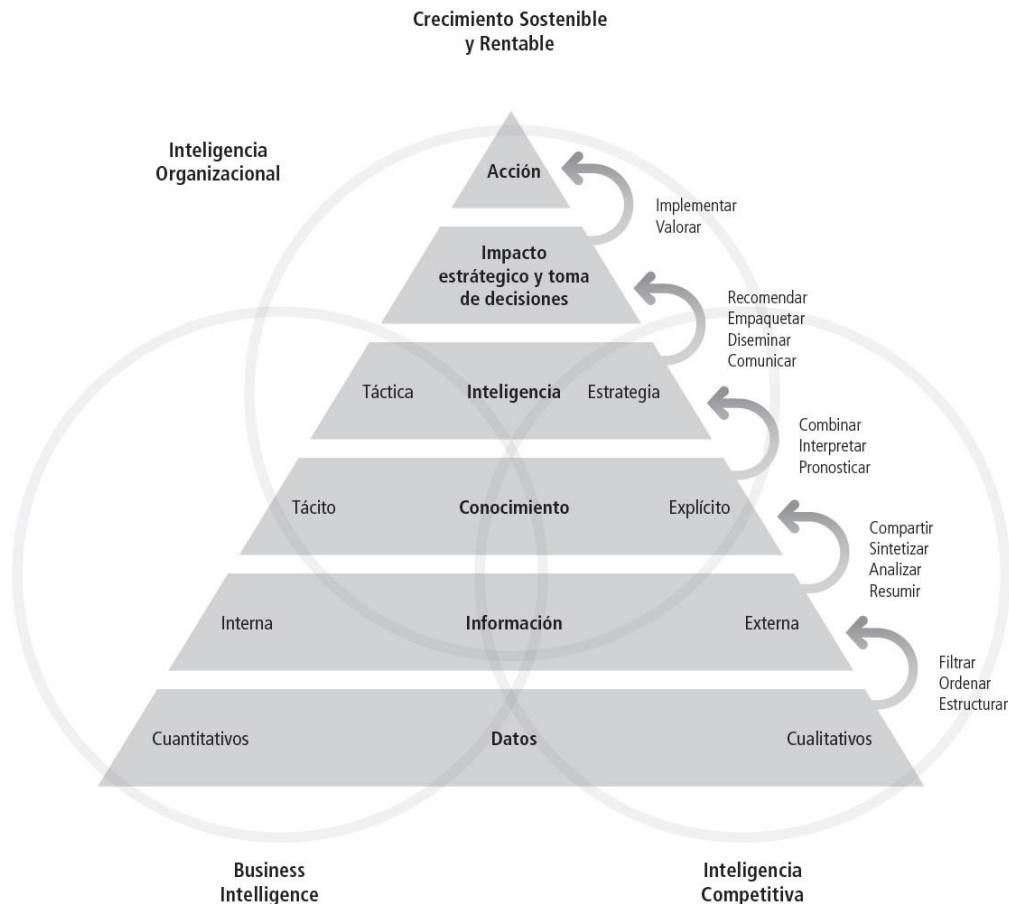 Crecimiento Sostenible
y Rentable
Inteligencia
Organizacional
Acción
Implementar
Valorar
Impacto
estrátegico y toma
de decisiones
Recomendar
Empaquetar
Diseminar
Comunicar
Táctica Inteligencia Estrategia
Combinar
Interpretar
Pronosticar
Tácito Conocimiento Explícito
Compartir
Sintetizar
Analizar
Resumir
Interna Información Externa
Filtrar
Ordenar
Estructurar
Cuantitativos Datos Cualitativos
Business
Intelligence
Inteligencia
Competitiva